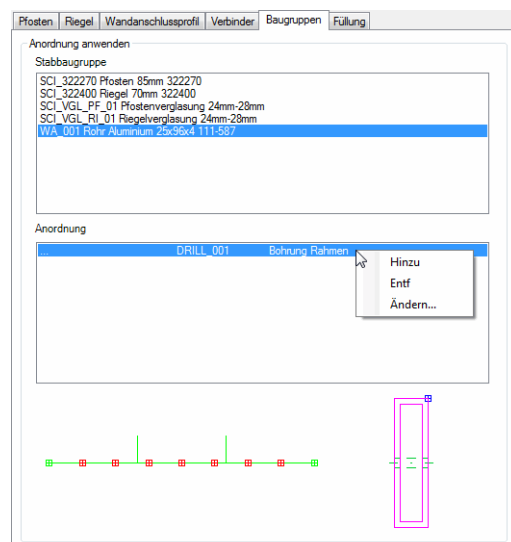 Pfosten Riegel Wandanschlussprofil Verbinder Baugruppen Füllung
Anordnung anwenden
Stabbaugruppe
SCI_322270 Pfosten 85mm 322270
SCI_322400 Riegel 70mm 322400
SCI_VGL_PF_01 Pfostenverglasung 24mm-28mm
SCI_VGL_RI_01 Riegelverglasung 24mm-28mm
WA_001 Rohr Aluminium 25x96x4 111-587
Anordnung
... DRILL_001 Bohrung Rahmen
Hinzu
Entf
Ändern...